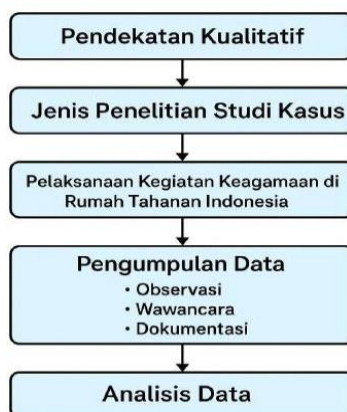 Pendekatan Kualitatif
Jenis Penelitian Studi Kasus
Pelaksanaan Kegiatan Keagamaan di
Rumah Tahanan Indonesia
Pengumpulan Data
• Observasi
• Wawancara
• Dokumentasi
Analisis Data